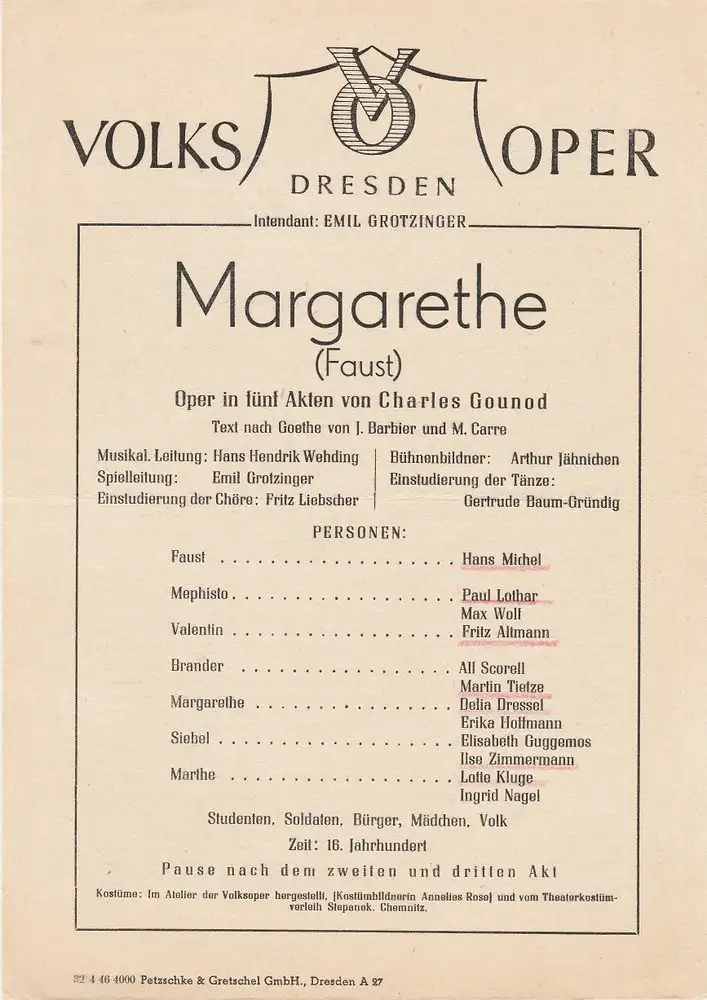 VOLKS VO OPER
DRESDEN
Intendant: EMIL GROTZINGER
Margarethe
(Faust)
Oper in fünf Akten von Charles Gounod
Text nach Goethe von J. Barbier und M. Carre
Musikal. Leitung: Hans Hendrik Wehding
Spielleitung: Emil Grotzinger
Einstudierung der Chöre: Fritz Liebscher
Bühnenbildner: Arthur Jähnichen
Einstudierung der Tänze:
Gertrude Baum-Gründig
PERSONEN:
Faust . . . . . . . . . . . . . . . . . . . Hans Michel
Mephisto . . . . . . . . . . . . . . . . . . Paul Lothar
Max Wolf
Valentin . . . . . . . . . . . . . . . . . . Fritz Altmann
Brander . . . . . . . . . . . . . . . . . Alf Scorell
Martin Tietze
Margarethe . . . . . . . . . . . . . . . . Delia Dressel
Erika Hoffmann
Siebel . . . . . . . . . . . . . . . . . . . Elisabeth Guggemos
Ilse Zimmermann
Marthe . . . . . . . . . . . . . . . . . . Lotte Kluge
Ingrid Nagel
Studenten, Soldaten, Bürger, Mädchen, Volk
Zeit: 16. Jahrhundert
Pause nach dem zweiten und dritten Akt
Kostüme: Im Atelier der Volksoper hergestellt, [Kostümbildnerin Annelies Rose] und vom Theaterkostüm-
verleih Stepanek, Chemnitz.
32 4 46 4000 Petzschke & Gretschel GmbH., Dresden A 27